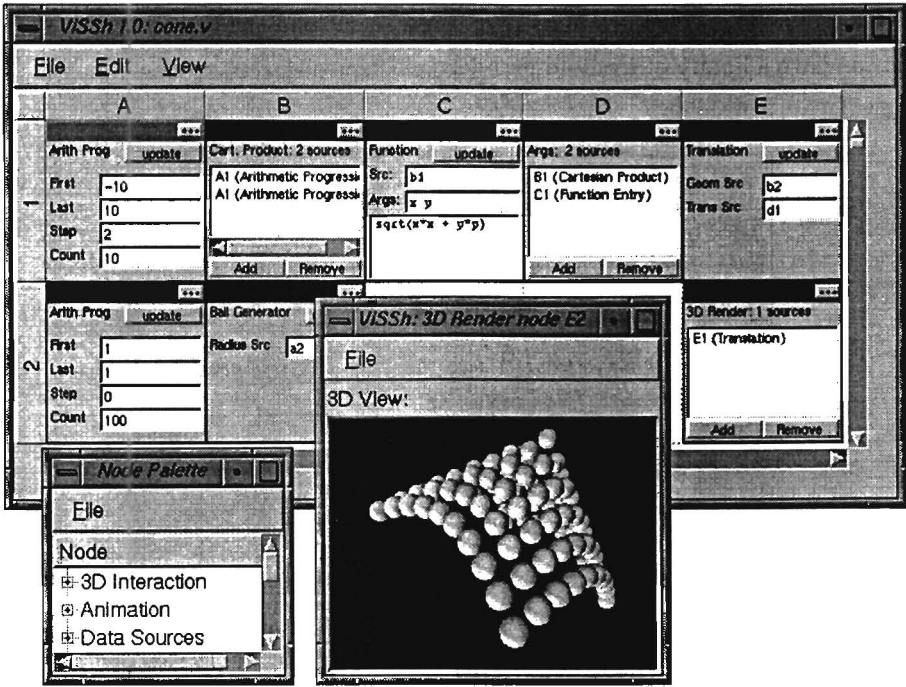 ViSSh 1.0: cone.v
File Edit View
A B C D E
1
Arith Prog update
First -10
Last 10
Step 2
Count 10
Cart. Product: 2 sources
A1 (Arithmetic Progressi
A1 (Arithmetic Progressi
Add Remove
Function update
Src: b1
Args: x y
sqrt(x*x + y*y)
Args: 2 sources
B1 (Cartesian Product)
C1 (Function Entry)
Add Remove
Translation update
Geom Src b2
Trans Src d1
2
Arith Prog update
First 1
Last 1
Step 0
Count 100
Ball Generator
Radius Src a2
3D Render: 1 sources
E1 (Translation)
Add Remove
ViSSh: 3D Render node E2
File
3D View:
Node Palette
File
Node
3D Interaction
Animation
Data Sources